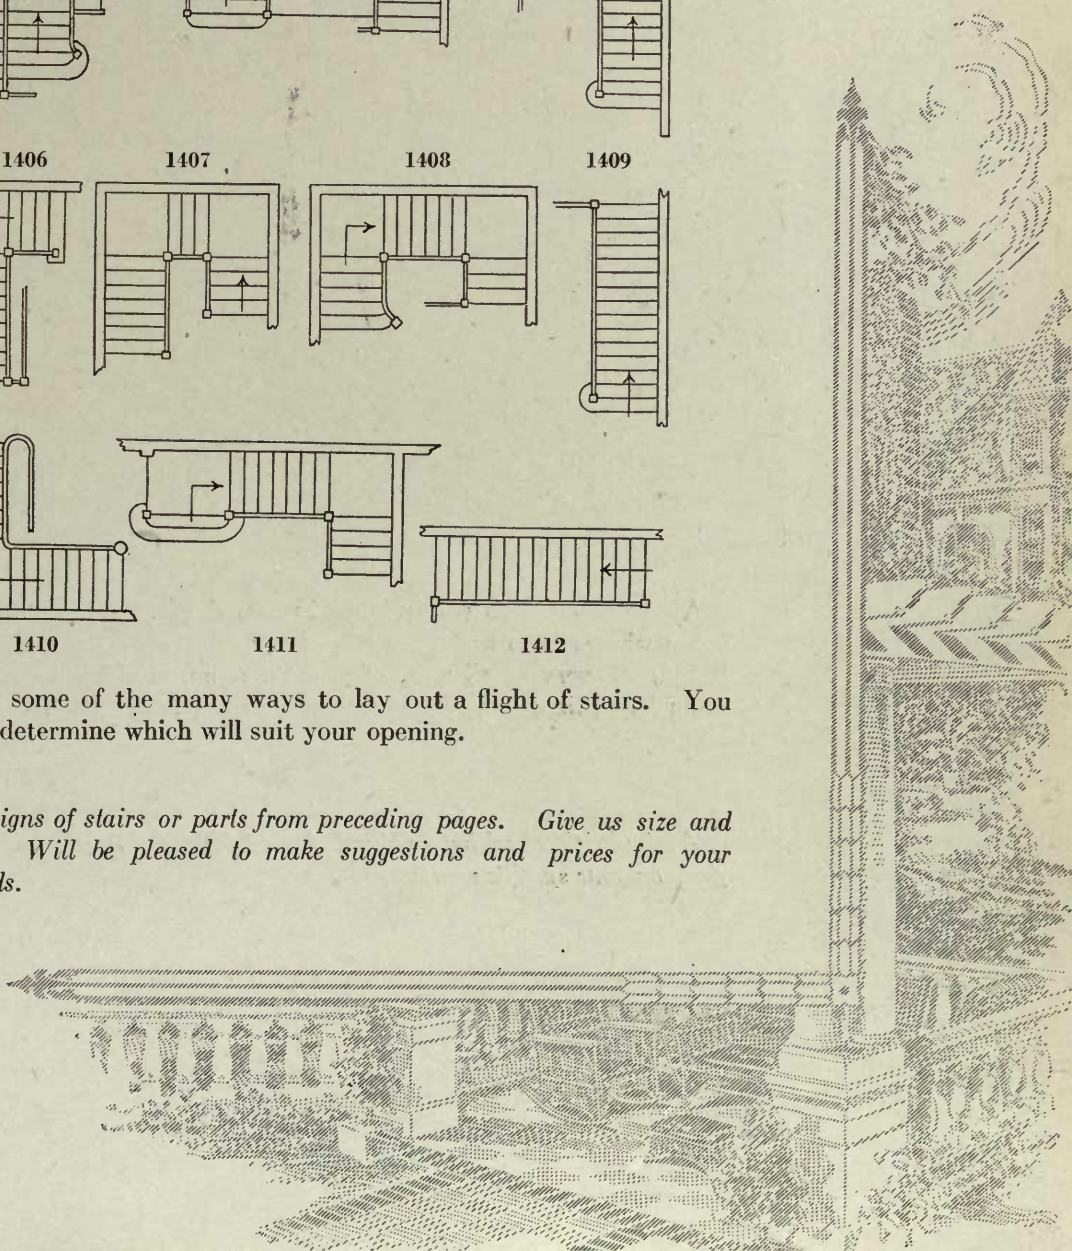 1406 1407 1408 1409
1410 1411 1412
some of the many ways to lay out a flight of stairs. You
determine which will suit your opening.
of stairs or parts from preceding pages. Give us size and
Will be pleased to make suggestions and prices for your